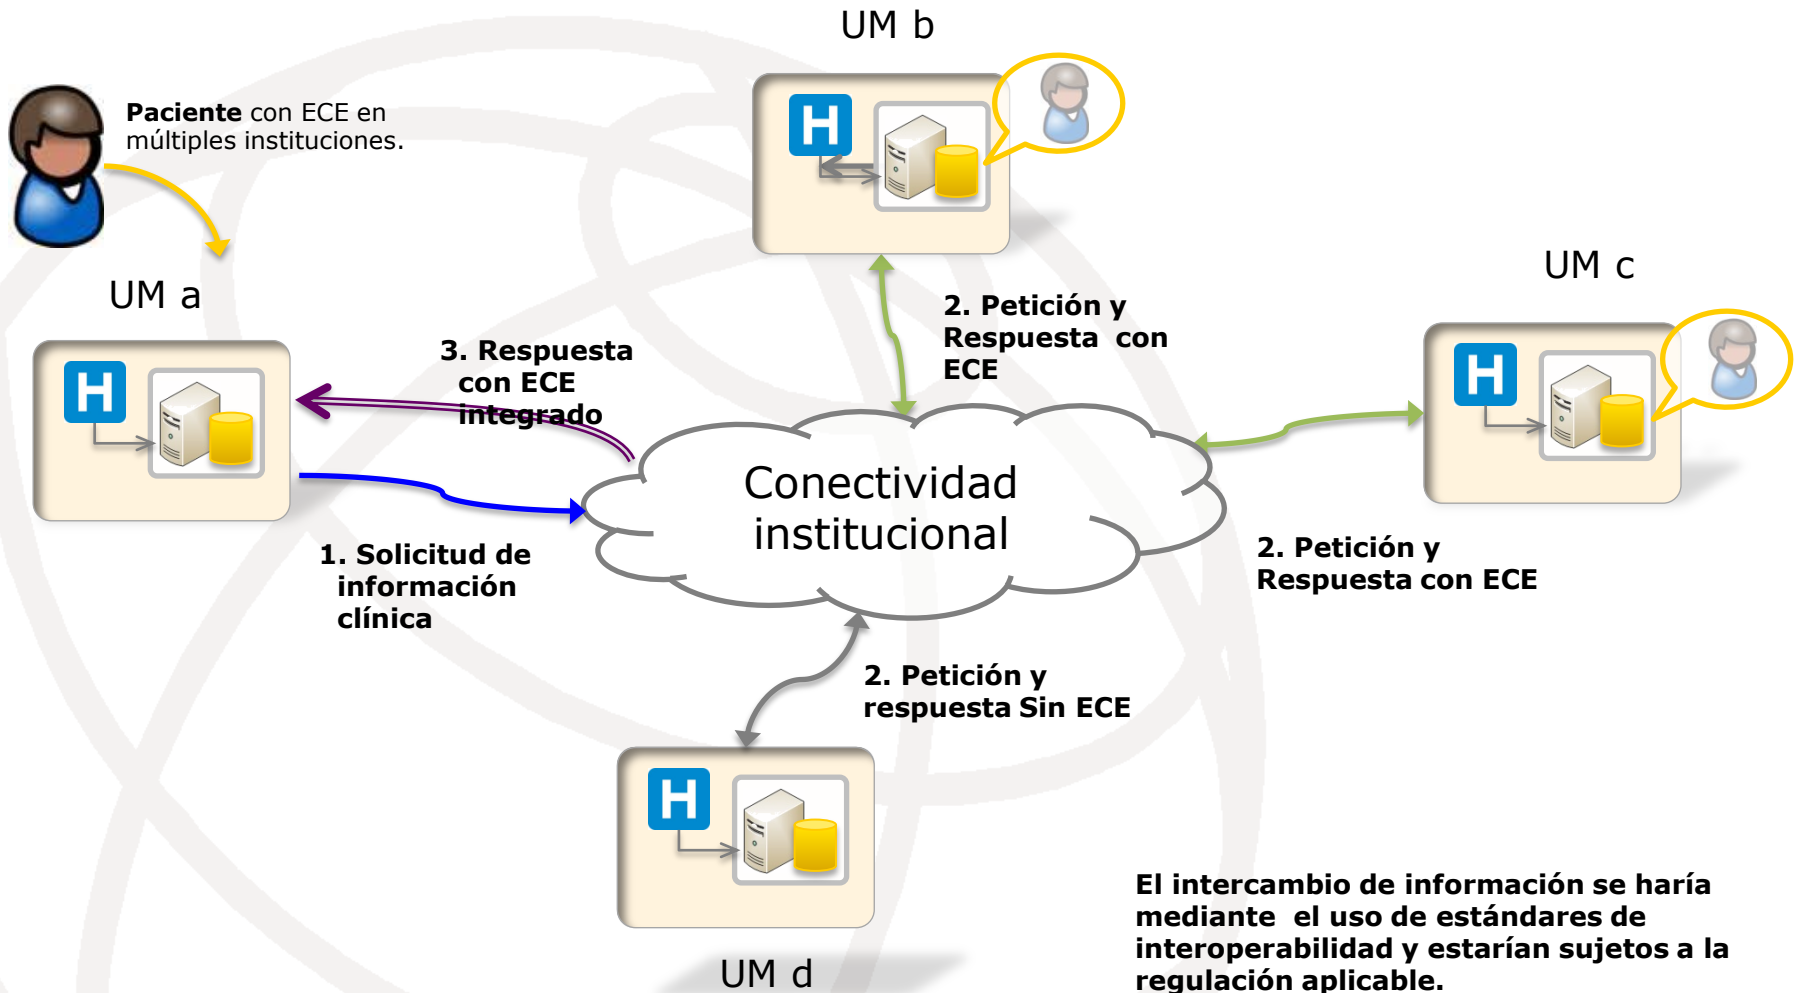 UM b
Paciente con ECE en
múltiples instituciones.
H
UM c
UM a
2. Petición y
Respuesta con
ECE
3. Respuesta
con ECE
integrado
H
H
Conectividad
institucional
1. Solicitud de
información
clínica
2. Petición y
Respuesta con ECE
2. Petición y
respuesta Sin ECE
H
El intercambio de información se haría
mediante el uso de estándares de
interoperabilidad y estarían sujetos a la
regulación aplicable.
UM d